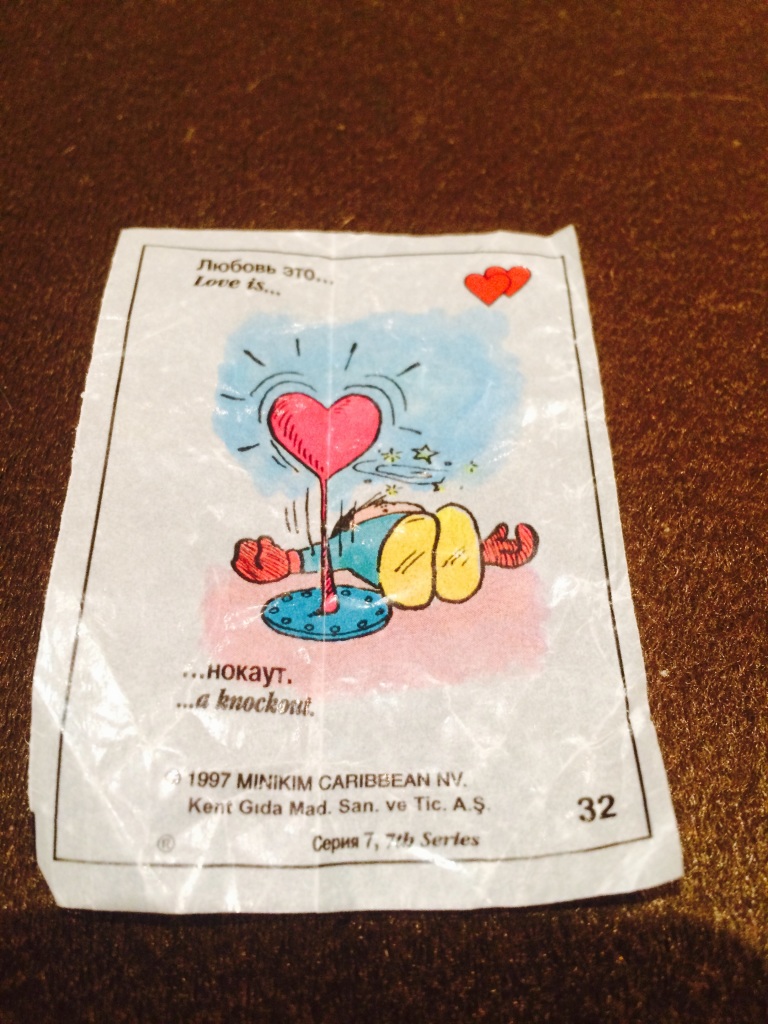 Любовь это...
Love is...
...нокаут.
...a knockout.
© 1997 MINIKIM CARIBBEAN NV.
Kent Gıda Mad. San. ve Tic. A.Ş.
32
® Серия 7, 7th Series